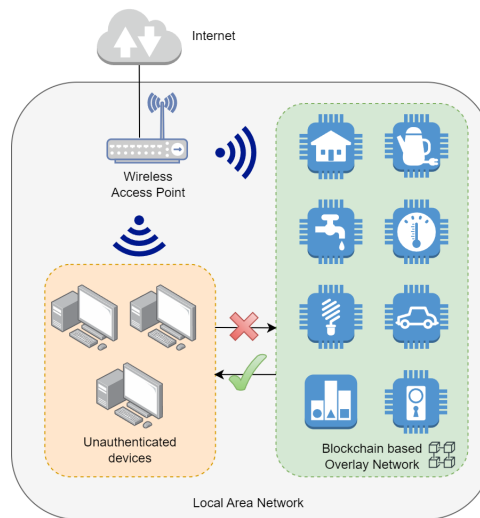 Internet
Wireless
Access Point
Unauthenticated
devices
Blockchain based
Overlay Network
Local Area Network